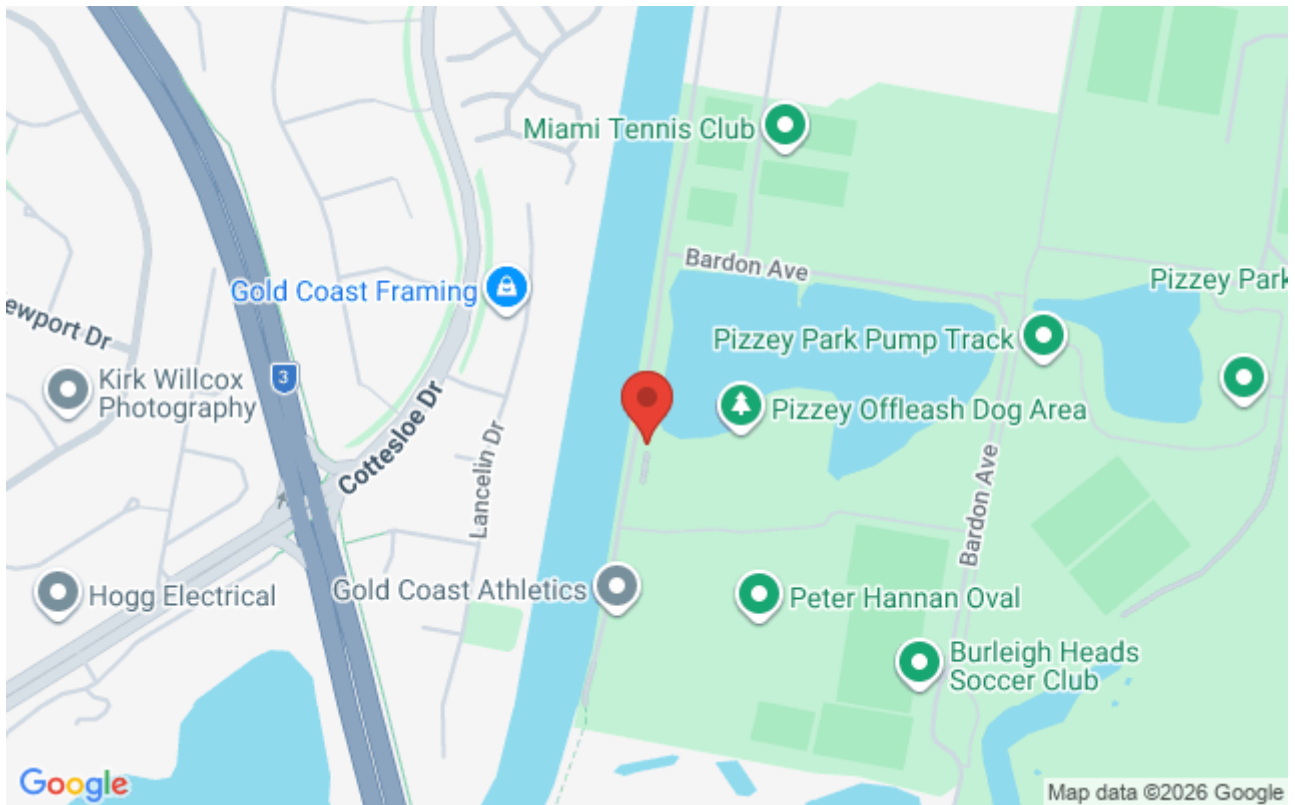 Miami Tennis Club
Bardon Ave
Pizzey Park
Gold Coast Framing
ewport Dr
Pizzey Park Pump Track
3
Kirk Willcox
Photography
Cottesloe Dr
Pizzey Offleash Dog Area
Lancelin Dr
Bardon Ave
Gold Coast Athletics
Hogg Electrical
Peter Hannan Oval
Burleigh Heads
Soccer Club
Google
Map data ©2026 Google